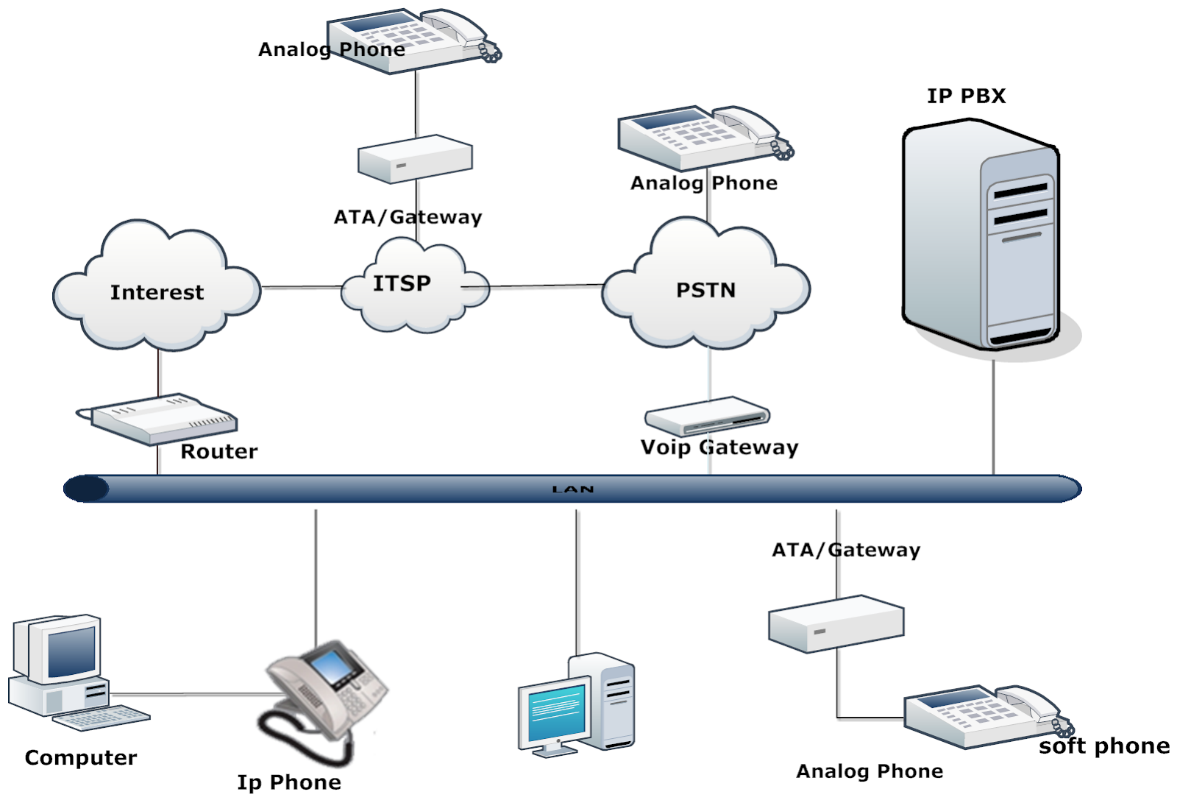 Analog Phone
IP PBX
Analog Phone
ATA/Gateway
Interest
ITSP
PSTN
Router
Voip Gateway
LAN
ATA/Gateway
Computer
Ip Phone
Analog Phone
soft phone